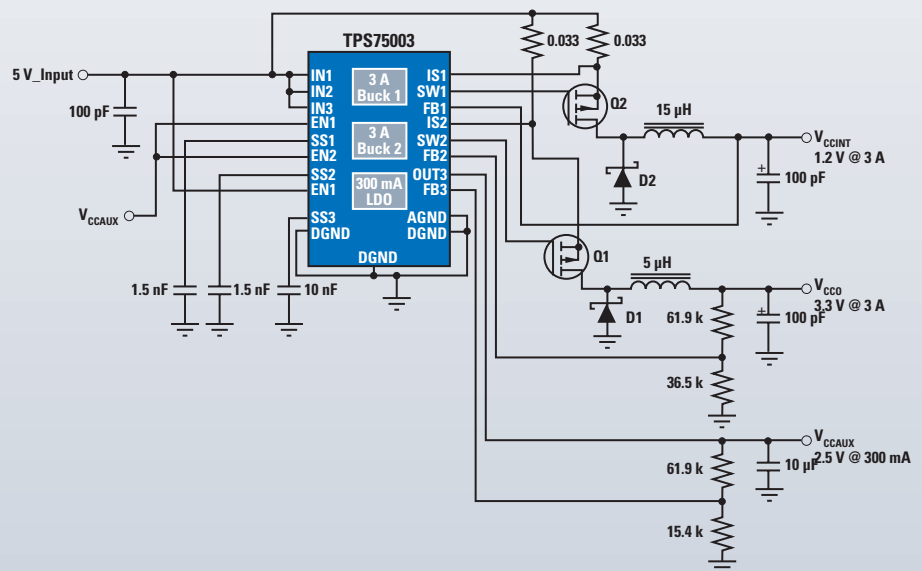 TPS75003
0.033
0.033
5 V_Input
100 pF
IN1
IN2
IN3
EN1
SS1
EN2
SS2
EN1
SS3
DGND
3 A
Buck 1
3 A
Buck 2
300 mA
LDO
DGND
IS1
SW1
FB1
IS2
SW2
FB2
OUT3
FB3
AGND
DGND
Q2
15 µH
D2
VCCINT
1.2 V @ 3 A
100 pF
VCCAUX
1.5 nF
1.5 nF
10 nF
Q1
5 µH
D1
VCCO
3.3 V @ 3 A
100 pF
61.9 k
36.5 k
VCCAUX
2.5 V @ 300 mA
61.9 k
10 µF
15.4 k